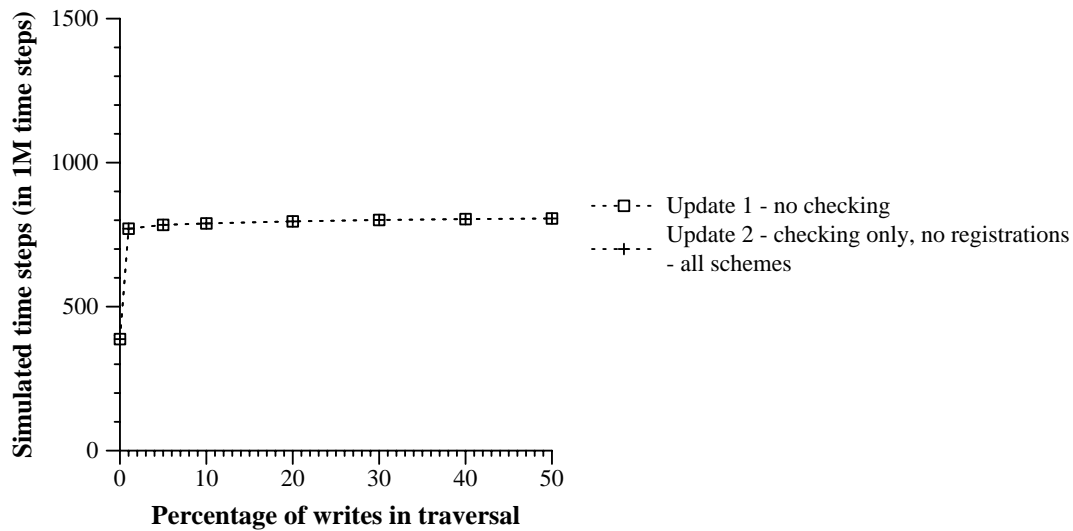 Simulated time steps (in 1M time steps)
1500
1000
500
0
0 10 20 30 40 50
Percentage of writes in traversal
Update 1 - no checking
Update 2 - checking only, no registrations
- all schemes